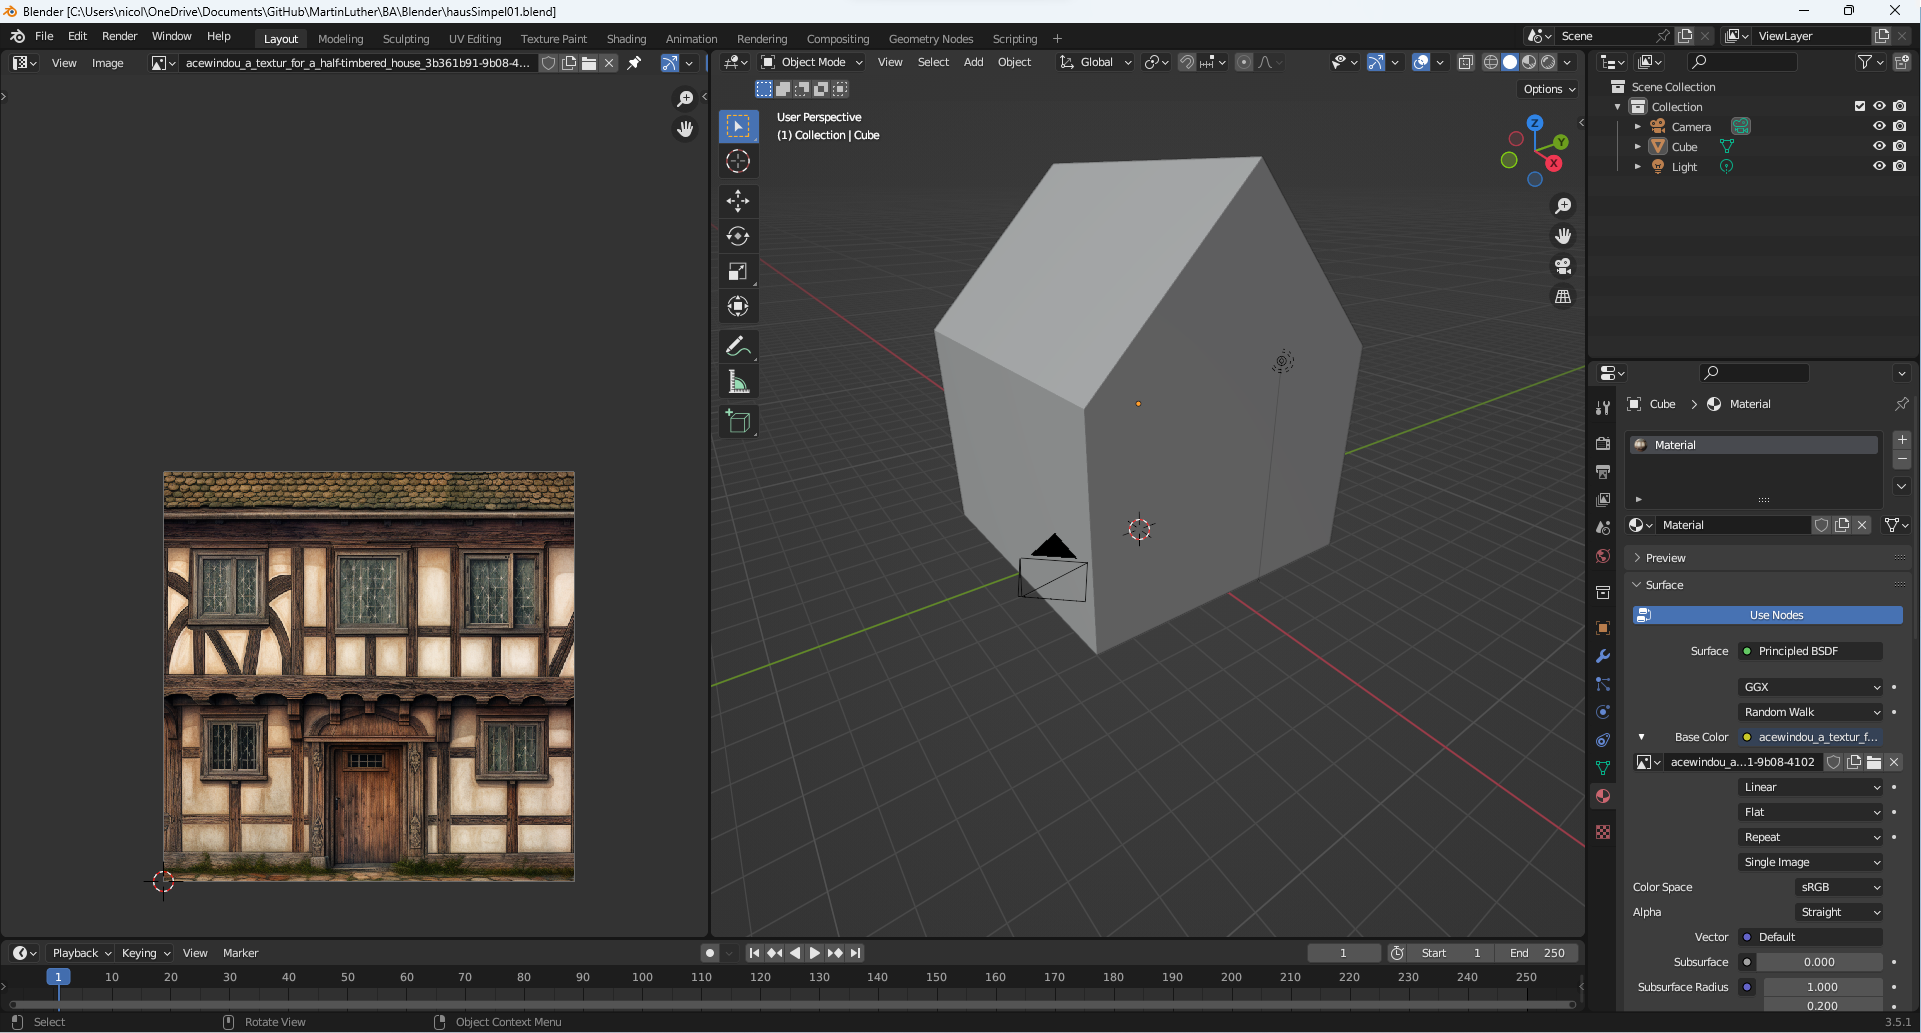 Blender [C:\Users\nicol\OneDrive\Documents\GitHub\MartinLuther\BA\Blender\hausSimpel01.blend]
File Edit Render Window Help Layout Modeling Sculpting UV Editing Texture Paint Shading Animation Rendering Compositing Geometry Nodes Scripting + Scene ViewLayer
View Image acewindou_a_textur_for_a_half-timbered_house_3b361b91-9b08-4... Object Mode View Select Add Object Global
Options
User Perspective
(1) Collection | Cube
Z
Y
X
Scene Collection
Collection
Camera
Cube
Light
Cube > Material
Material
Material
Preview
Surface
Use Nodes
Surface Principled BSDF
GGX
Random Walk
Base Color acewindou_a_textur_f...
acewindou_a...1-9b08-4102
Linear
Flat
Repeat
Single Image
Color Space sRGB
Alpha Straight
Vector Default
Subsurface 0.000
Subsurface Radius 1.000
0.200
Playback Keying View Marker 1 Start 1 End 250
1 10 20 30 40 50 60 70 80 90 100 110 120 130 140 150 160 170 180 190 200 210 220 230 240 250
Select Rotate View Object Context Menu 3.5.1